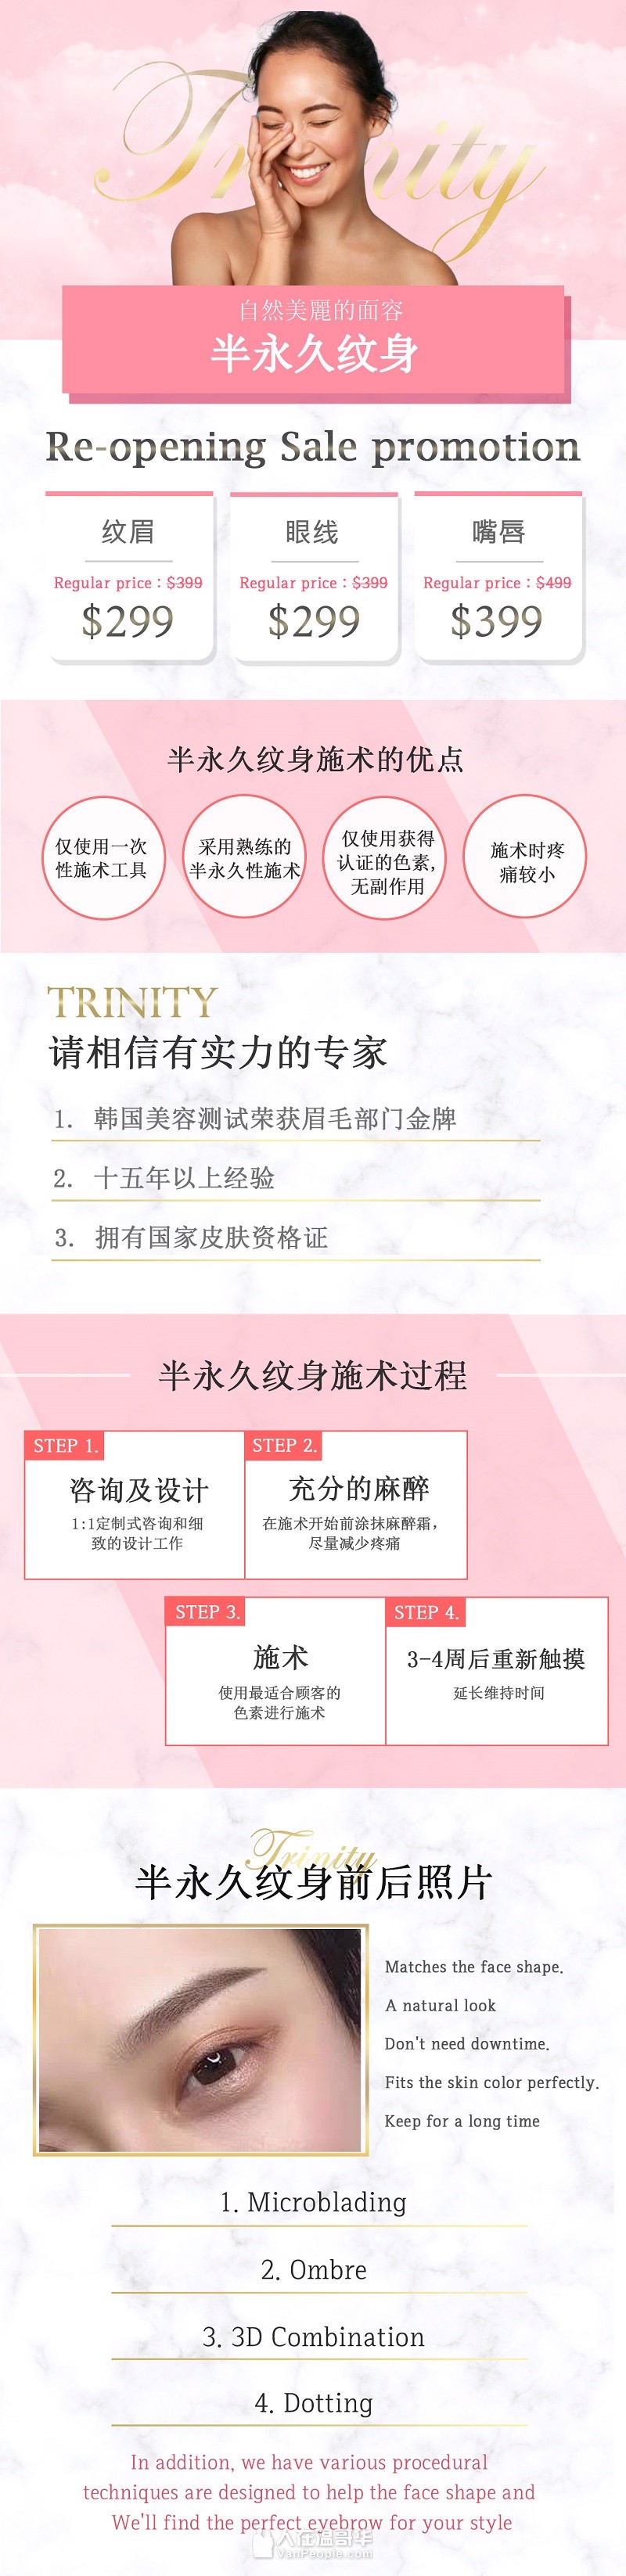 Trinity
自然美麗的面容
半永久纹身
Re-opening Sale promotion
纹眉
Regular price : $399
$299
眼线
Regular price : $399
$299
嘴唇
Regular price : $499
$399
半永久纹身施术的优点
仅使用一次
性施术工具
采用熟练的
半永久性施术
仅使用获得
认证的色素,
无副作用
施术时疼
痛较小
TRINITY
请相信有实力的专家
1. 韩国美容测试荣获眉毛部门金牌
2. 十五年以上经验
3. 拥有国家皮肤资格证
半永久纹身施术过程
STEP 1.
咨询及设计
1:1定制式咨询和细
致的设计工作
STEP 2.
充分的麻醉
在施术开始前涂抹麻醉霜，
尽量减少疼痛
STEP 3.
施术
使用最适合顾客的
色素进行施术
STEP 4.
3-4周后重新触摸
延长维持时间
Trinity
半永久纹身前后照片
Matches the face shape.
A natural look
Don't need downtime.
Fits the skin color perfectly.
Keep for a long time
1. Microblading
2. Ombre
3. 3D Combination
4. Dotting
In addition, we have various procedural
techniques are designed to help the face shape and
We'll find the perfect eyebrow for your style
人在温哥华
VanPeople.com